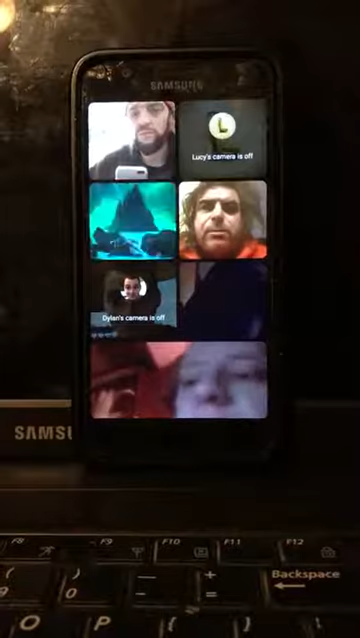 SAMSUNG
L
Lucy's camera is off
Dylan's camera is off
SAMSU
F8 F9 F10 F11 F12
( ) — + Backspace
9 0 - =
O P { }